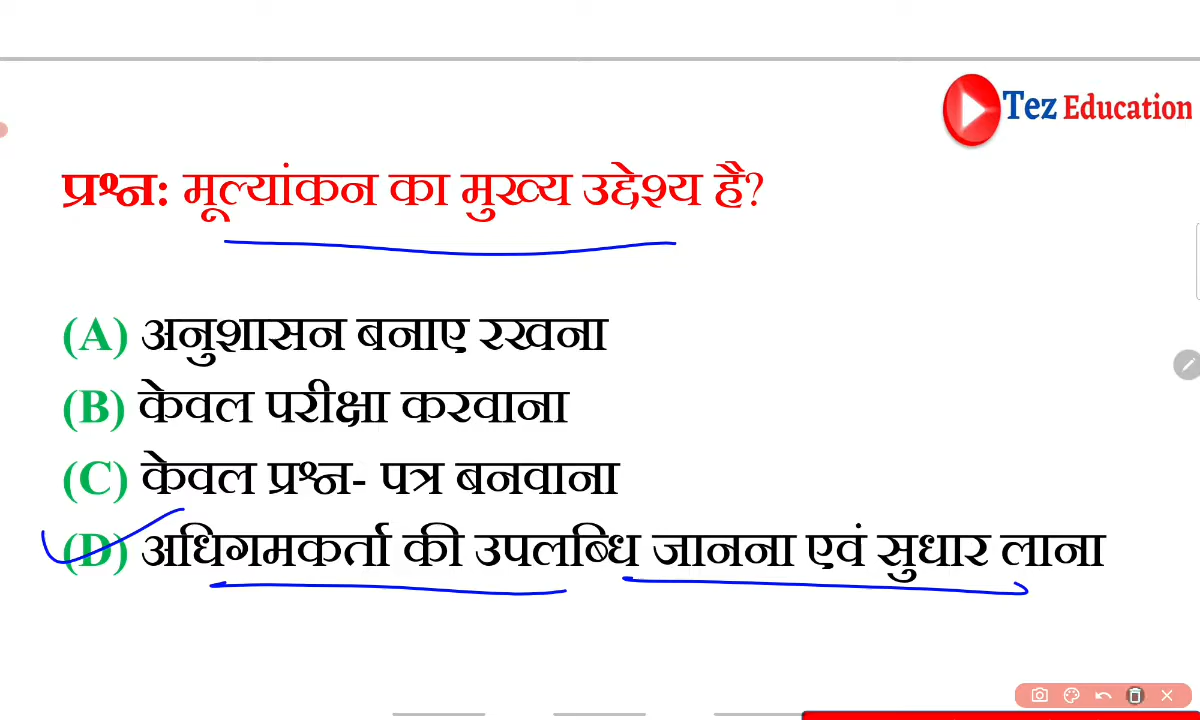 Tez Education
प्रश्न: मूल्यांकन का मुख्य उद्देश्य है?
(A) अनुशासन बनाए रखना
(B) केवल परीक्षा करवाना
(C) केवल प्रश्न- पत्र बनवाना
(D) अधिगमकर्ता की उपलब्धि जानना एवं सुधार लाना